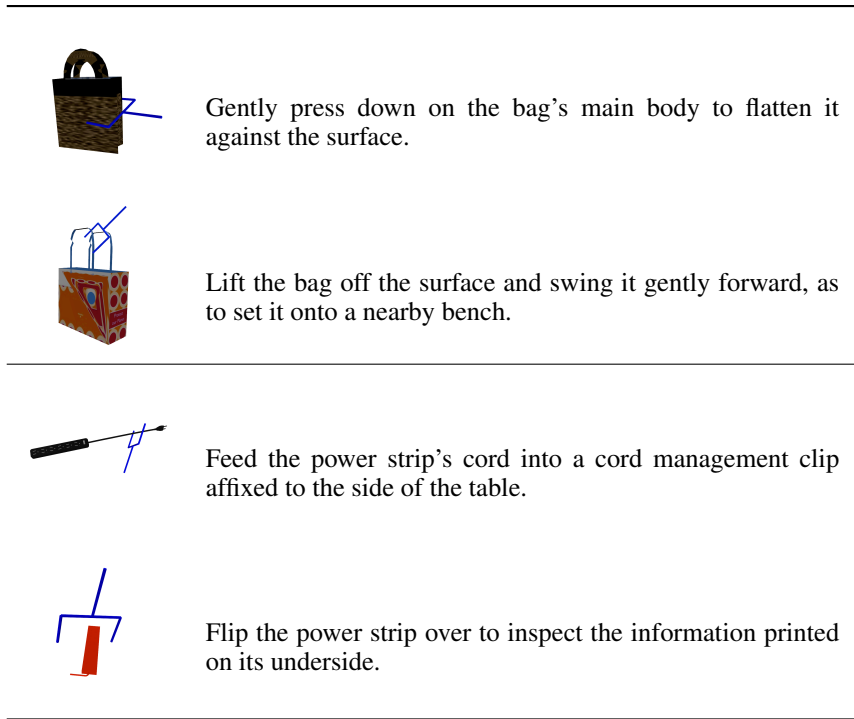 Gently press down on the bag's main body to flatten it
against the surface.
Lift the bag off the surface and swing it gently forward, as
to set it onto a nearby bench.
Feed the power strip's cord into a cord management clip
affixed to the side of the table.
Flip the power strip over to inspect the information printed
on its underside.